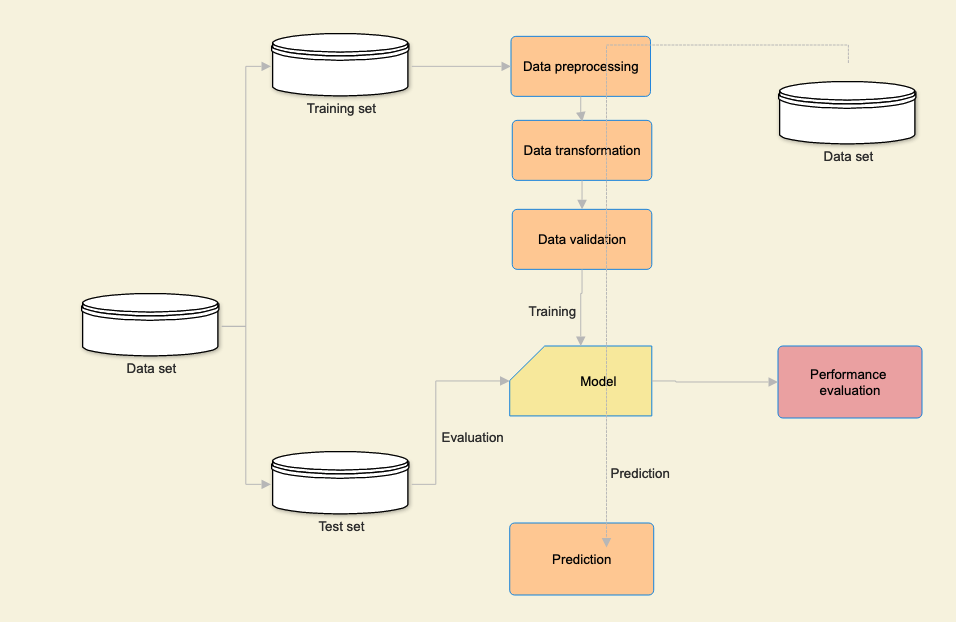 Training set
Data preprocessing
Data transformation
Data set
Data validation
Training
Data set
Model
Performance
evaluation
Evaluation
Prediction
Test set
Prediction